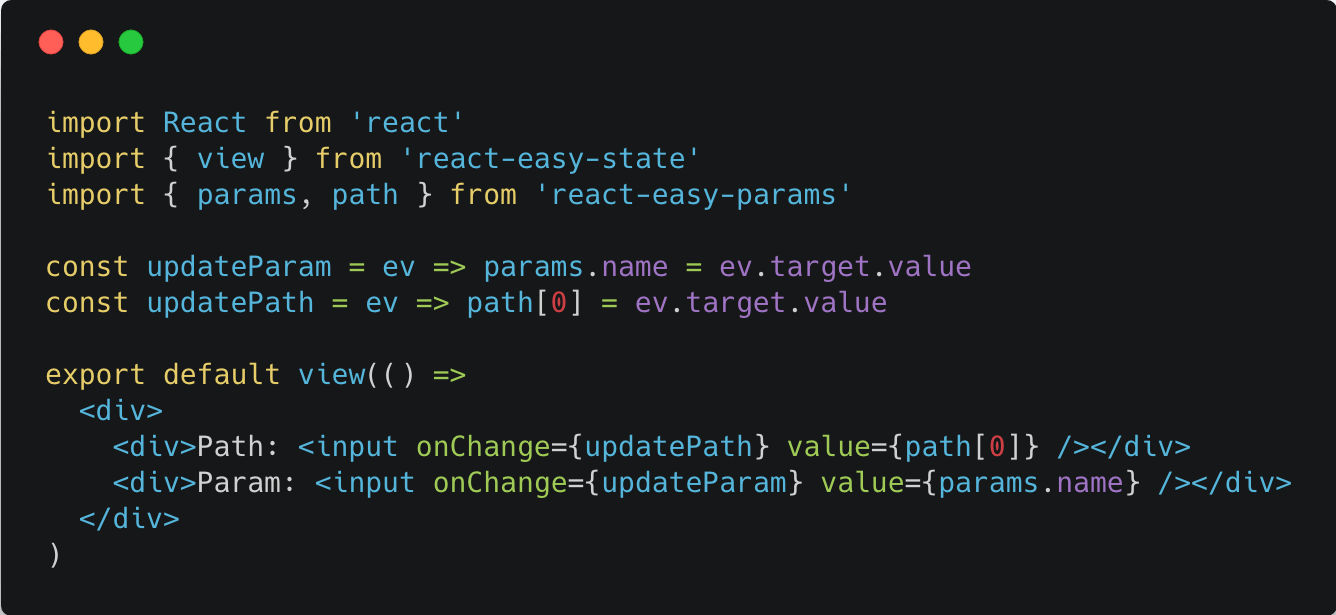 import React from 'react'
import { view } from 'react-easy-state'
import { params, path } from 'react-easy-params'

const updateParam = ev => params.name = ev.target.value
const updatePath = ev => path[0] = ev.target.value

export default view(() =>
  <div>
    <div>Path: <input onChange={updatePath} value={path[0]} /></div>
    <div>Param: <input onChange={updateParam} value={params.name} /></div>
  </div>
)